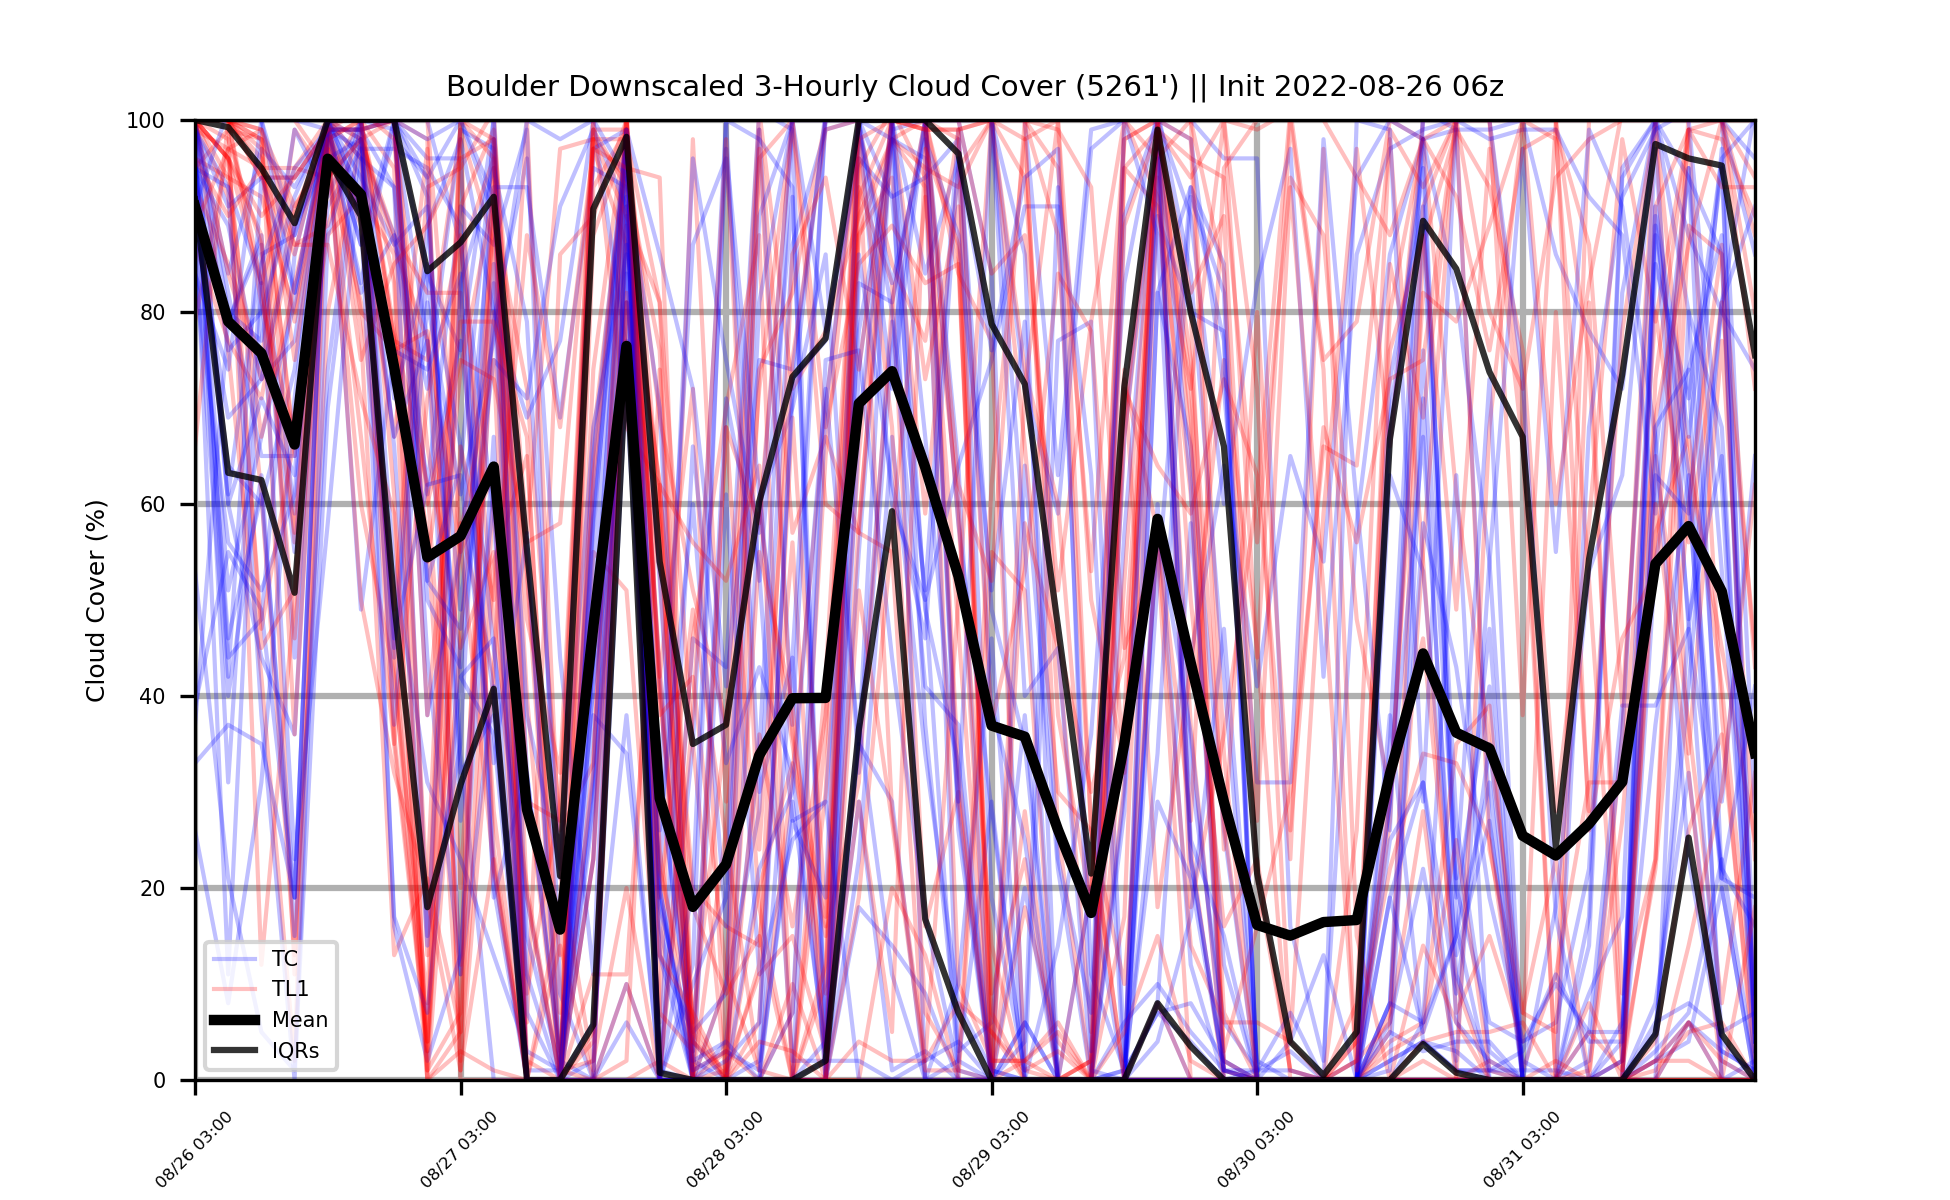 Boulder Downscaled 3-Hourly Cloud Cover (5261') || Init 2022-08-26 06z
Cloud Cover (%)
100
80
60
40
20
0
TC
TL1
Mean
IQRs
08/26 03:00
08/27 03:00
08/28 03:00
08/29 03:00
08/30 03:00
08/31 03:00